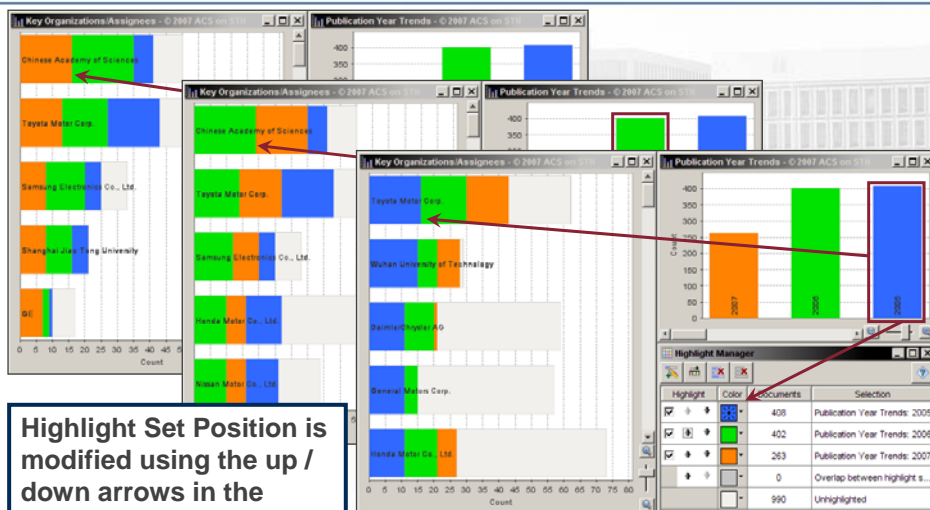 Key Organizations/Assignees - © 2007 ACS on STN
Chinese Academy of Sciences
Toyota Motor Corp.
Samsung Electronics Co., Ltd.
Shanghai Jiao Tong University
GE
0 5 10 15 20 25 30 35 40 45 5
Count
Publication Year Trends - © 2007 ACS on STN
400
350
300
Key Organizations/Assignees - © 2007 ACS on STN
Chinese Academy of Sciences
Toyota Motor Corp.
Samsung Electronics Co., Ltd.
Honda Motor Co., Ltd.
Nissan Motor Co., Ltd.
Publication Year Trends - © 2007 ACS on STN
400
350
Key Organizations/Assignees - © 2007 ACS on STN
Toyota Motor Corp.
Wuhan University of Technology
DaimlerChrysler AG
General Motors Corp.
Honda Motor Co., Ltd.
0 5 10 15 20 25 30 35 40 45 50 55 60 65 70 75 80
Count
Publication Year Trends - © 2007 ACS on STN
400
350
300
250
200
150
100
50
0
Count
2007
2006
2005
Highlight Manager
Highlight Color Documents Selection
408 Publication Year Trends: 2005
402 Publication Year Trends: 2006
263 Publication Year Trends: 2007
0 Overlap between highlight s...
990 Unhighlighted
Highlight Set Position is
modified using the up /
down arrows in the